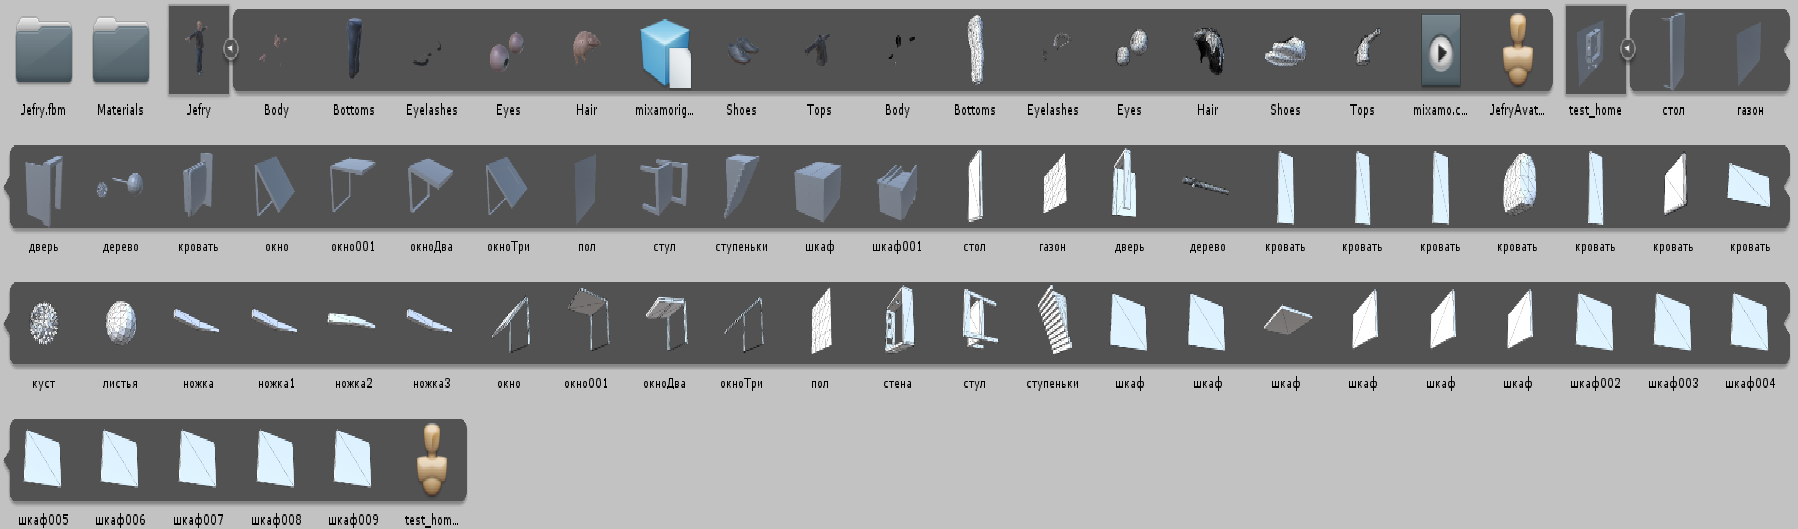 Jefry.fbm Materials Jefry Body Bottoms Eyelashes Eyes Hair mixamorig... Shoes Tops Body Bottoms Eyelashes Eyes Hair Shoes Tops mixamo.c... JefryAvat... test_home стол газон
дверь дерево кровать окно окно001 окноДва окноТри пол стул ступеньки шкаф шкаф001 стол газон дверь дерево кровать кровать кровать кровать кровать кровать кровать
куст листья ножка ножка1 ножка2 ножка3 окно окно001 окноДва окноТри пол стена стул ступеньки шкаф шкаф шкаф шкаф шкаф шкаф шкаф002 шкаф003 шкаф004
шкаф005 шкаф006 шкаф007 шкаф008 шкаф009 test_hom...